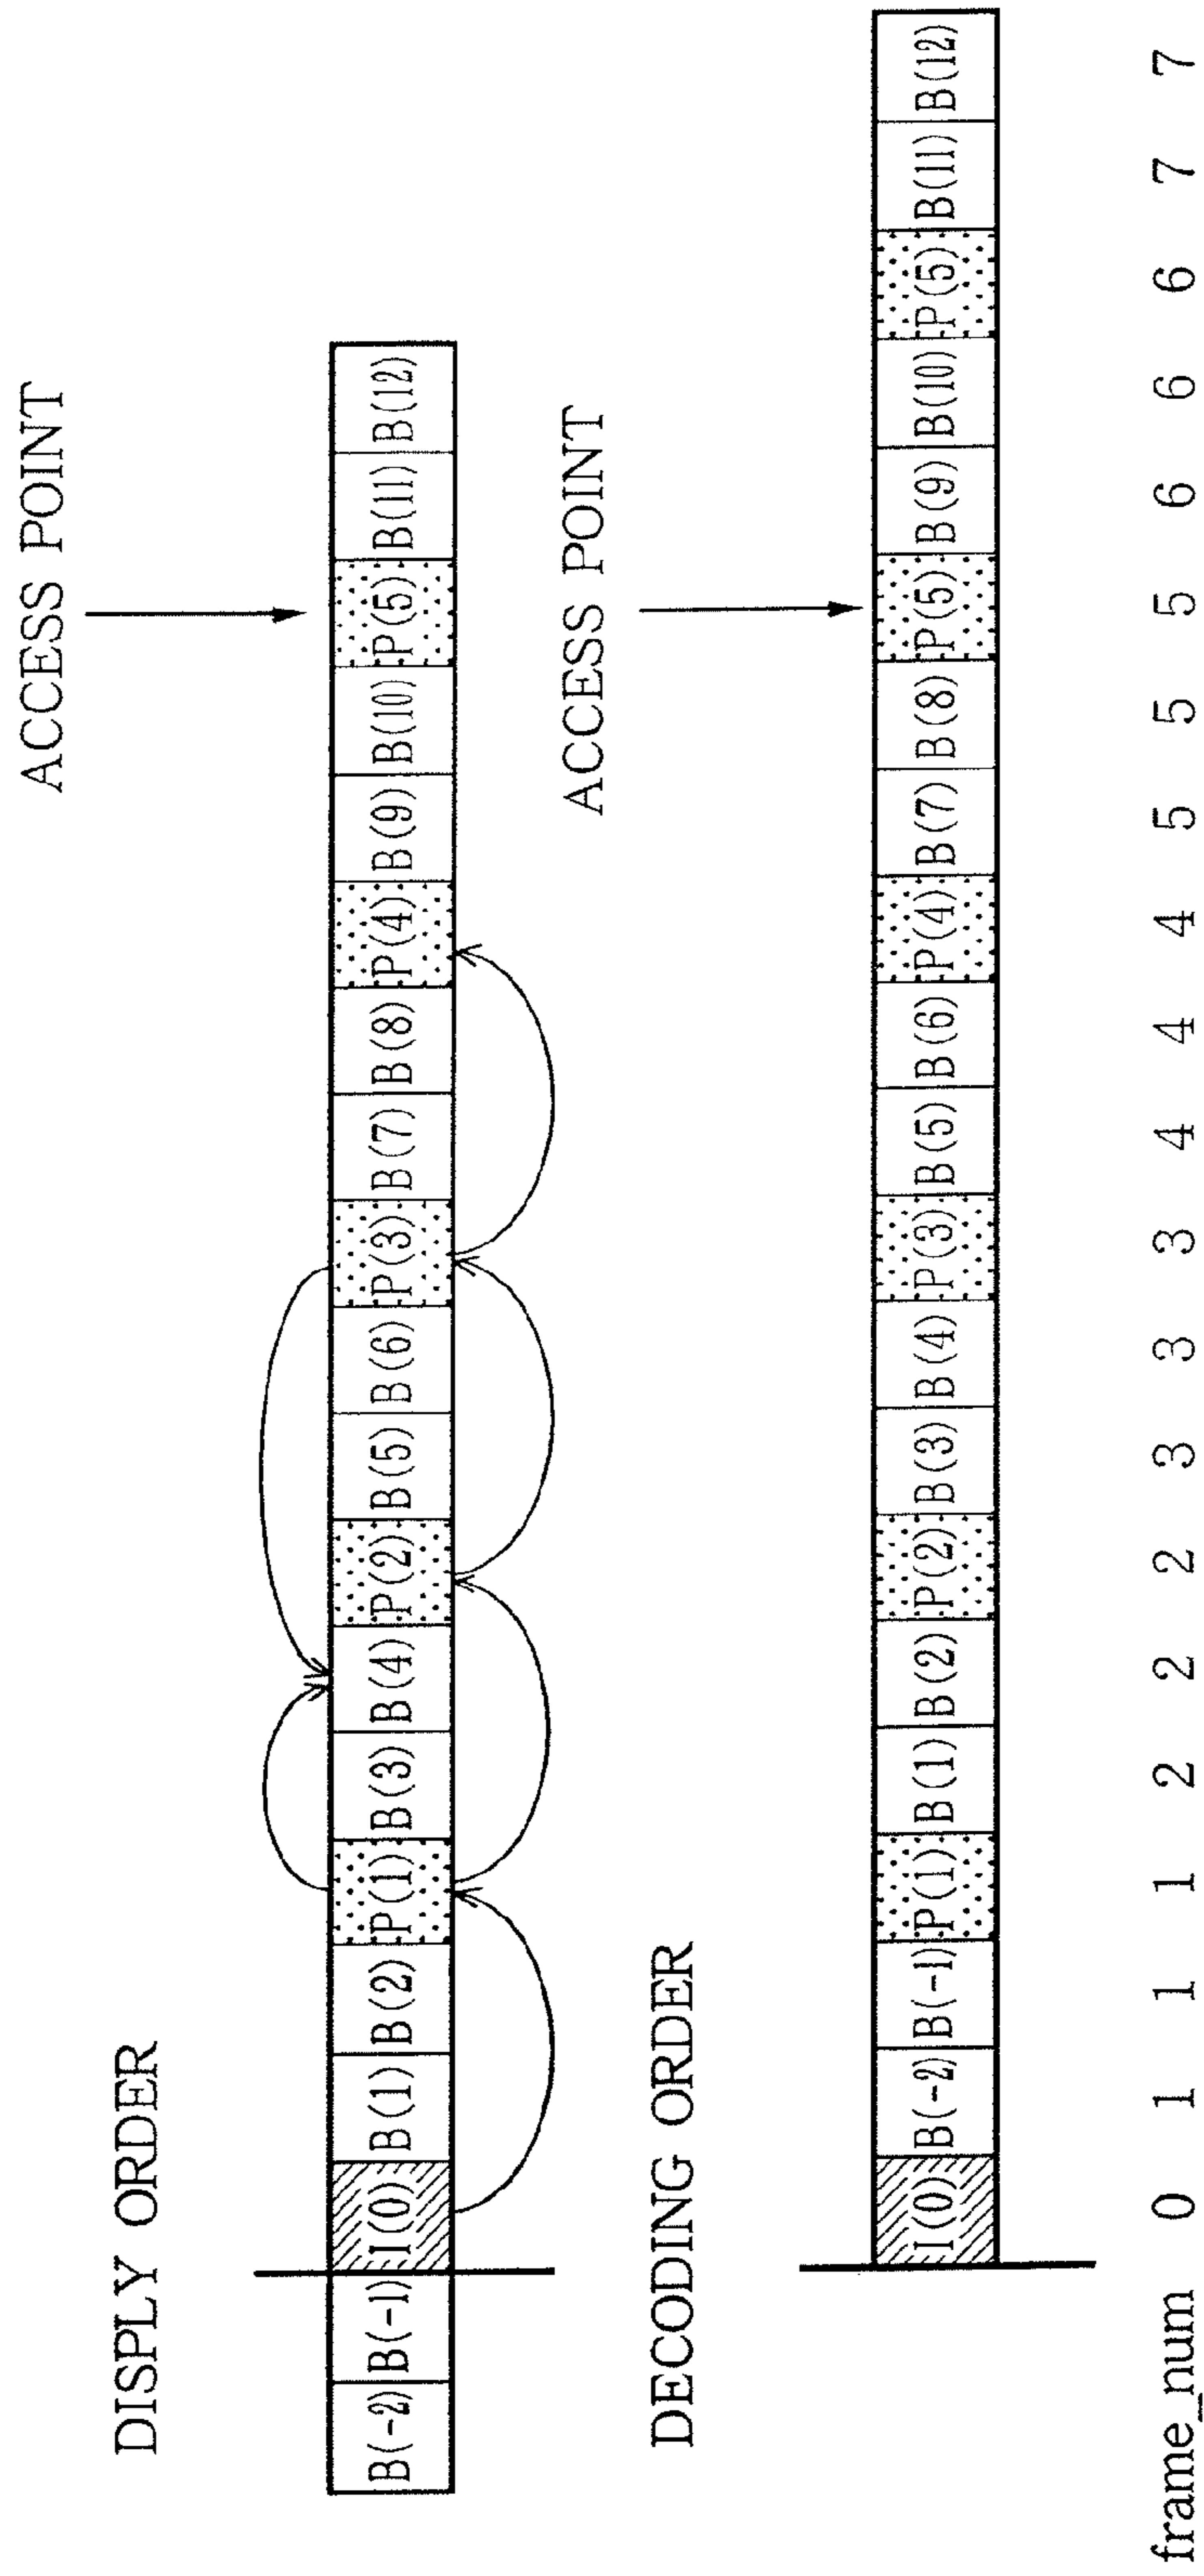 ACCESS POINT
DISPLY ORDER
B(-2) B(-1) I(0) B(1) B(2) P(1) B(3) B(4) P(2) B(5) B(6) P(3) B(7) B(8) P(4) B(9) B(10) P(5) B(11) B(12)
ACCESS POINT
DECODING ORDER
I(0) B(-2) B(-1) P(1) B(1) B(2) P(2) B(3) B(4) P(3) B(5) B(6) P(4) B(7) B(8) P(5) B(9) B(10) P(5) B(11) B(12)
frame_num 0 1 1 1 2 2 2 3 3 3 4 4 4 5 5 5 6 6 6 7 7